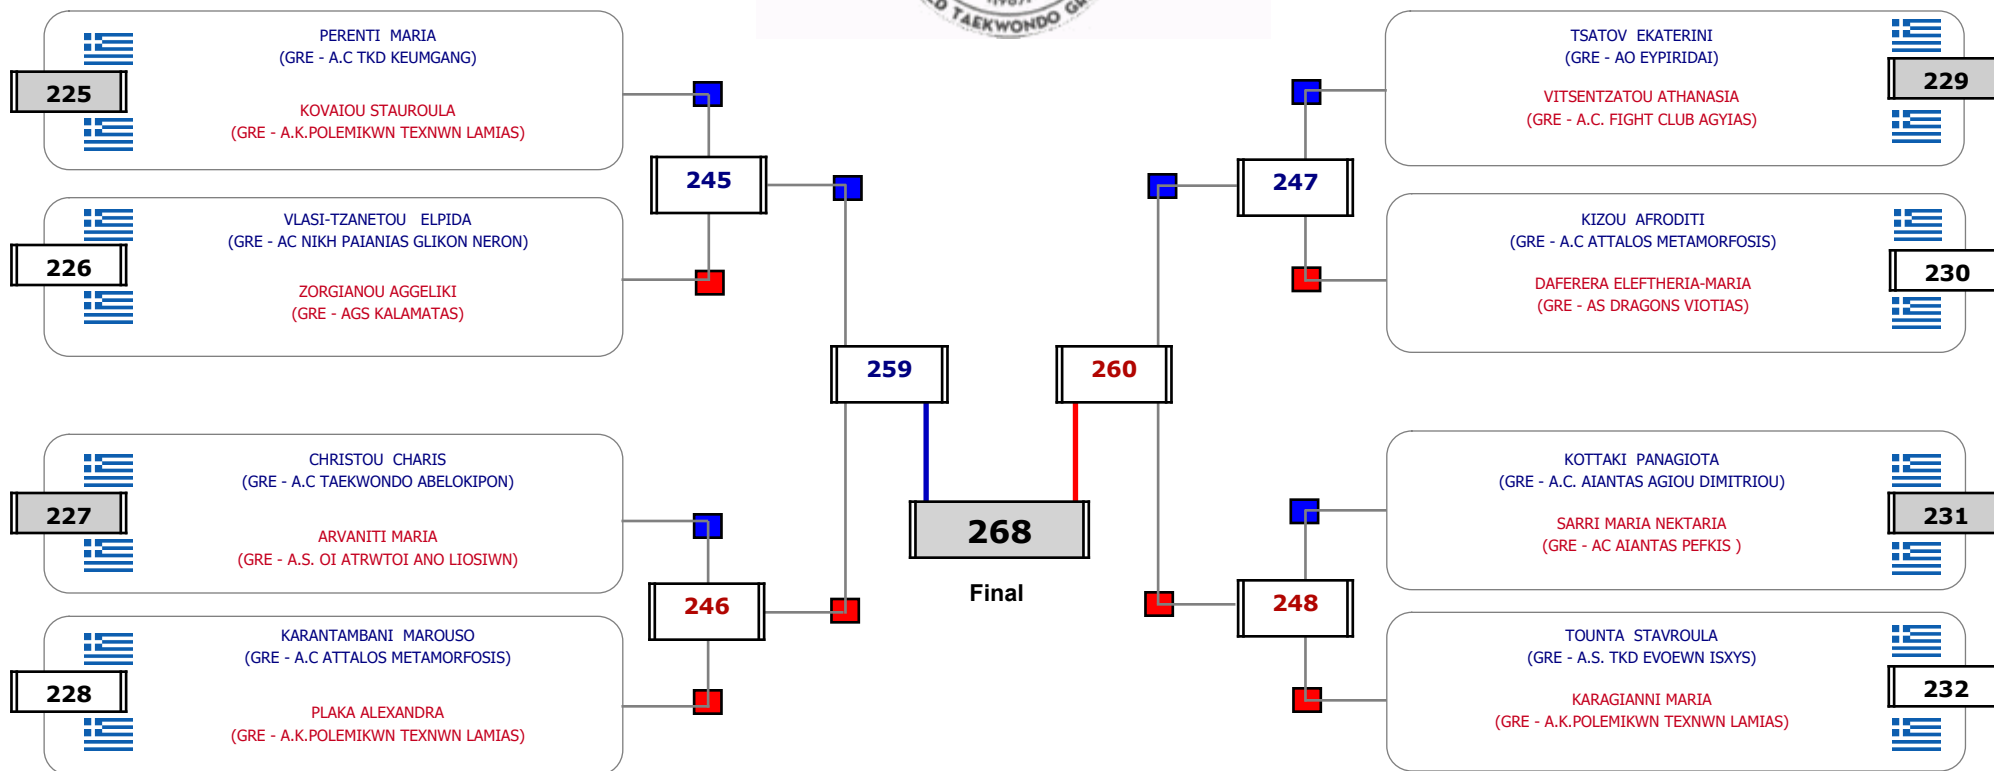 TAEKWONDO
PERENTI MARIA
(GRE - A.C TKD KEUMGANG)
225
KOVAIOU STAUROULA
(GRE - A.K.POLEMIKWN TEXNWN LAMIAS)
VLASI-TZANETOU ELPIDA
(GRE - AC NIKH PAIANIAS GLIKON NERON)
226
ZORGIANOU AGGELIKI
(GRE - AGS KALAMATAS)
245
259
CHRISTOU CHARIS
(GRE - A.C TAEKWONDO ABELOKIPON)
227
ARVANITI MARIA
(GRE - A.S. OI ATRWTOI ANO LIOSIWN)
246
KARANTAMBANI MAROUSO
(GRE - A.C ATTALOS METAMORFOSIS)
228
PLAKA ALEXANDRA
(GRE - A.K.POLEMIKWN TEXNWN LAMIAS)
268
Final
TSATOV EKATERINI
(GRE - AO EYPIRIDAI)
229
VITSENTZATOU ATHANASIA
(GRE - A.C. FIGHT CLUB AGYIAS)
247
KIZOU AFRODITI
(GRE - A.C ATTALOS METAMORFOSIS)
230
DAFERERA ELEFTHERIA-MARIA
(GRE - AS DRAGONS VIOTIAS)
260
KOTTAKI PANAGIOTA
(GRE - A.C. AIANTAS AGIOU DIMITRIOU)
231
SARRI MARIA NEKTARIA
(GRE - AC AIANTAS PEFKIS )
248
TOUNTA STAVROULA
(GRE - A.S. TKD EVOEWN ISXYS)
232
KARAGIANNI MARIA
(GRE - A.K.POLEMIKWN TEXNWN LAMIAS)